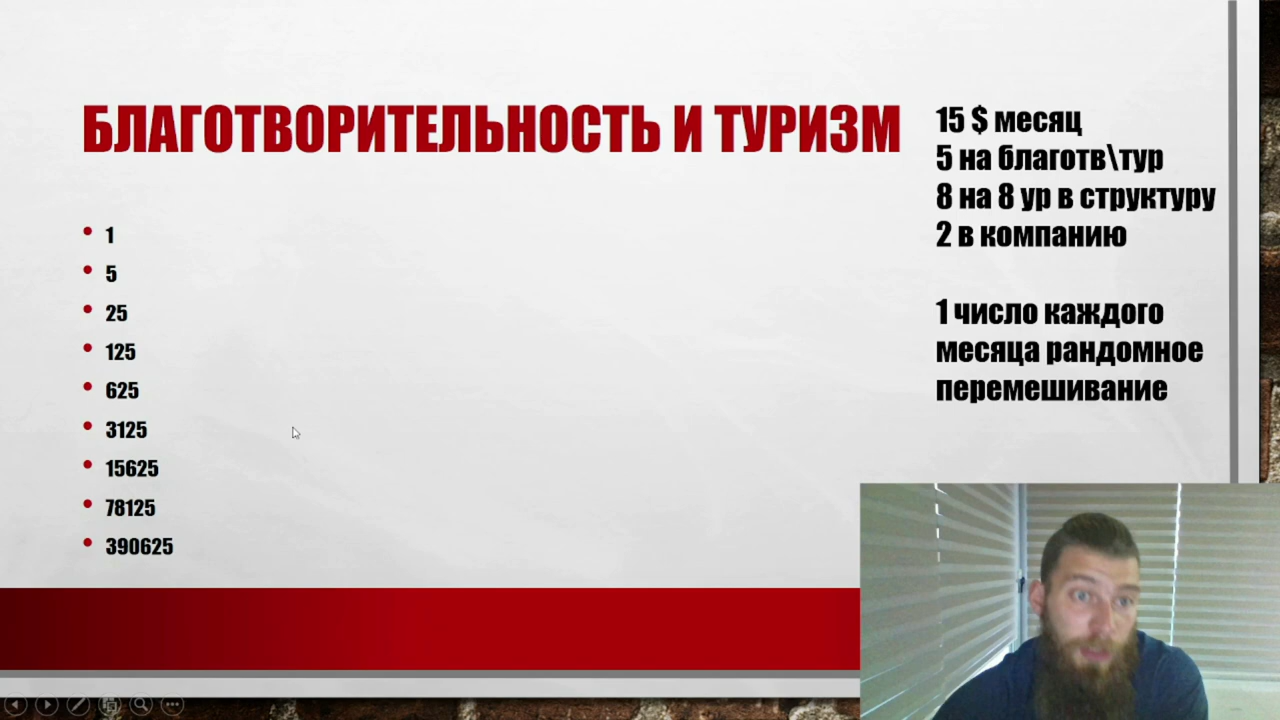 БЛАГОТВОРИТЕЛЬНОСТЬ И ТУРИЗМ
1
5
25
125
625
3125
15625
78125
390625
15 $ месяц
5 на благотв\тур
8 на 8 ур в структуру
2 в компанию
1 число каждого
месяца рандомное
перемешивание